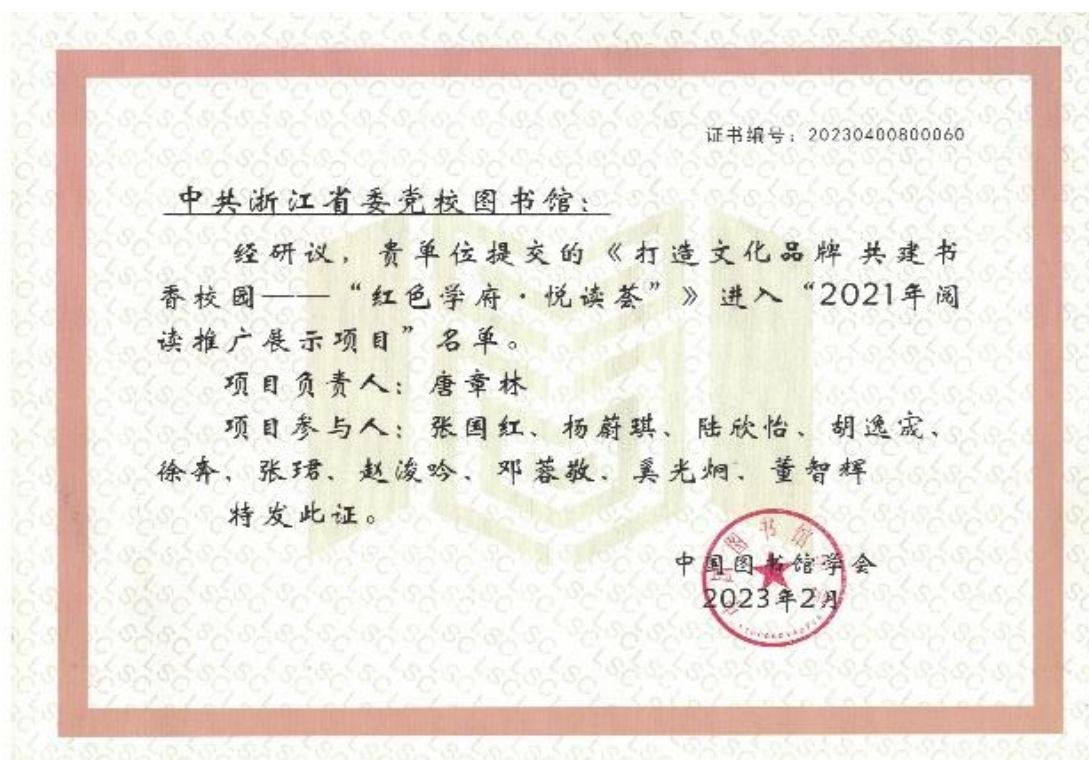 证书编号：20230400800060
中共浙江省委党校图书馆：
经研议，贵单位提交的《打造文化品牌 共建书
香校园——“红色学府·悦读荟”》进入“2021年阅
读推广展示项目”名单。
项目负责人：唐章林
项目参与人：张国红、杨蔚琪、陆欣怡、胡逸宬、
徐奔、张珺、赵浚吟、邓蓉敬、奚光炯、董智辉
特发此证。
中国图书馆学会
2023年2月